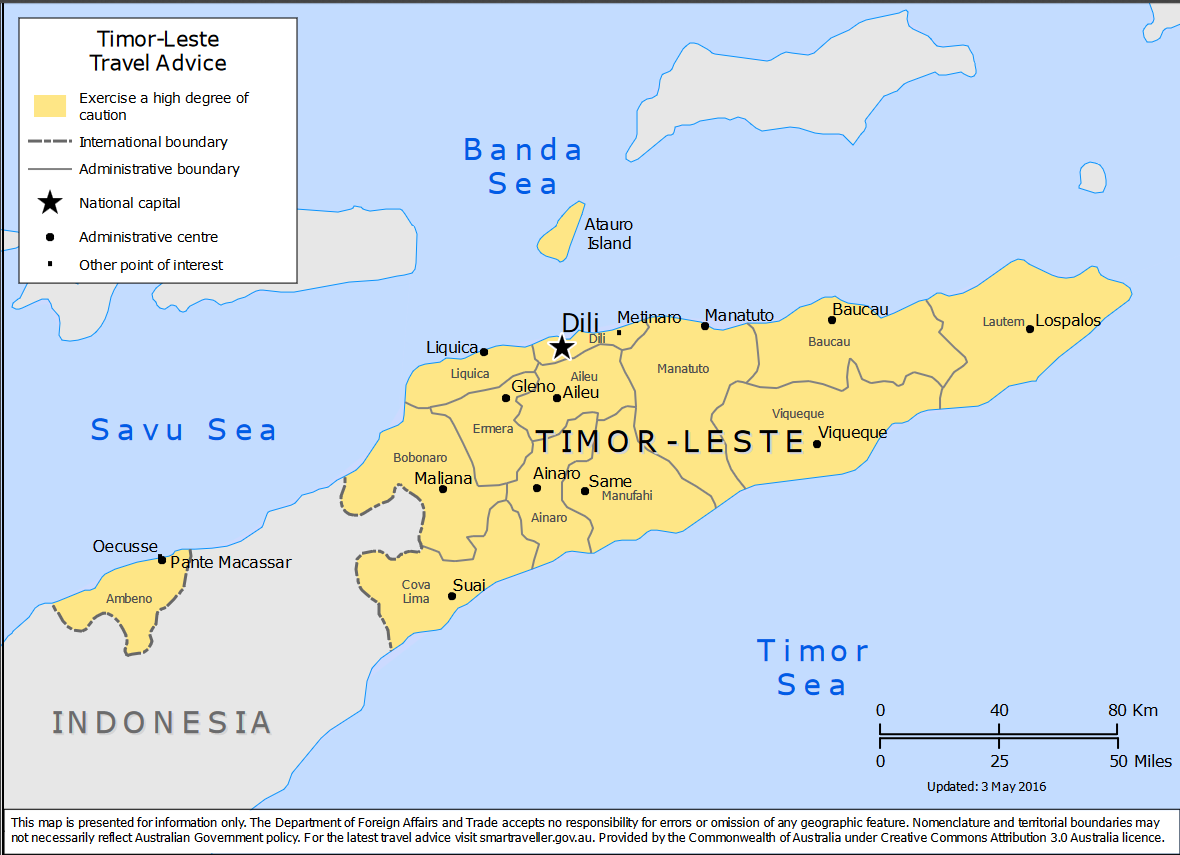 Timor-Leste
Travel Advice
Exercise a high degree of
caution
International boundary
Administrative boundary
National capital
Administrative centre
Other point of interest
Banda
Sea
Atauro
Island
Dili
Metinaro
Manatuto
Baucau
Lospalos
Lautem
Dili
Baucau
Liquica
Liquica
Aileu
Manatuto
Gleno
Aileu
Viqueque
Ermera
Savu Sea
TIMOR-LESTE
Viqueque
Bobonaro
Maliana
Ainaro
Same
Manufahi
Ainaro
Oecusse
Pante Macassar
Ambeno
Cova
Lima
Suai
Timor
Sea
INDONESIA
0 40 80 Km
0 25 50 Miles
Updated: 3 May 2016
This map is presented for information only. The Department of Foreign Affairs and Trade accepts no responsibility for errors or omission of any geographic feature. Nomenclature and territorial boundaries may
not necessarily reflect Australian Government policy. For the latest travel advice visit smartraveller.gov.au. Provided by the Commonwealth of Australia under Creative Commons Attribution 3.0 Australia licence.